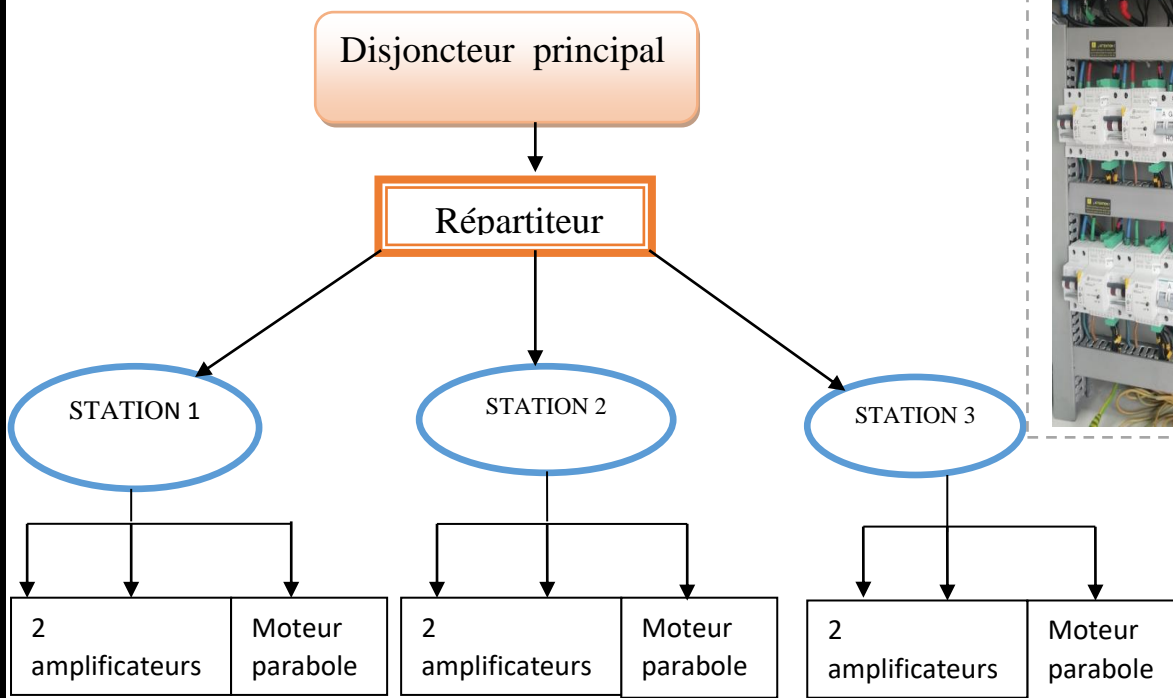 Disjoncteur principal
Répartiteur
STATION 1
STATION 2
STATION 3
2
amplificateurs
Moteur
parabole
2
amplificateurs
Moteur
parabole
2
amplificateurs
Moteur
parabole